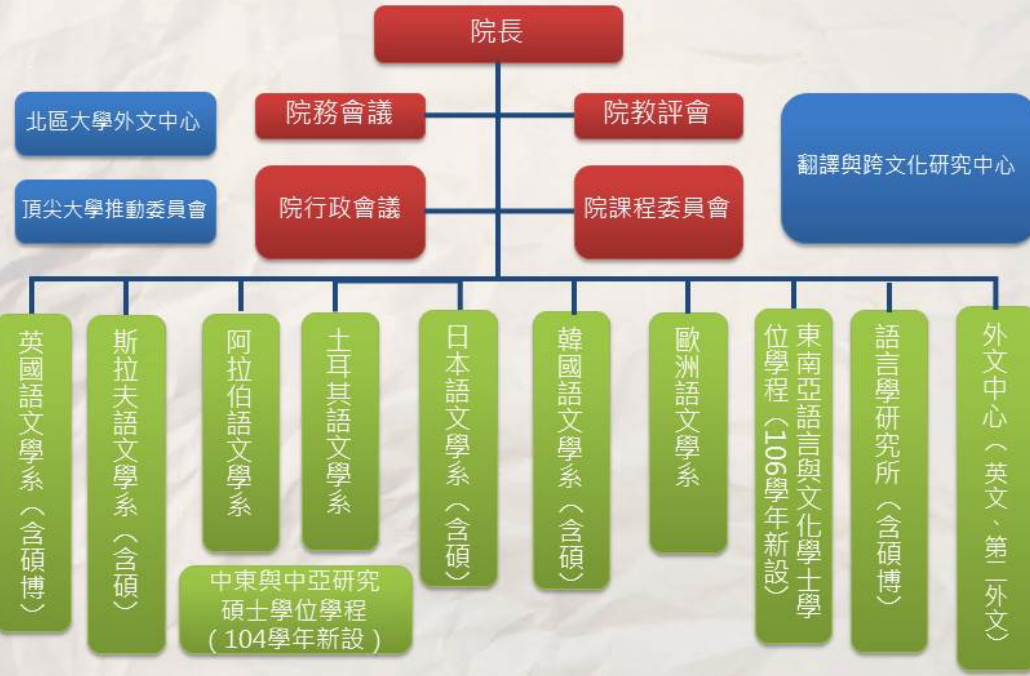 院長
北區大學外文中心
院務會議
院教評會
翻譯與跨文化研究中心
頂尖大學推動委員會
院行政會議
院課程委員會
英國語文學系（含碩博）
斯拉夫語文學系（含碩）
阿拉伯語文學系
土耳其語文學系
中東與中亞研究
碩士學位學程
（104學年新設）
日本語文學系（含碩）
韓國語文學系（含碩）
歐洲語文學系
東南亞語言與文化學士學
位學程（106學年新設）
語言學研究所（含碩博）
外文中心（英文、第二外文）